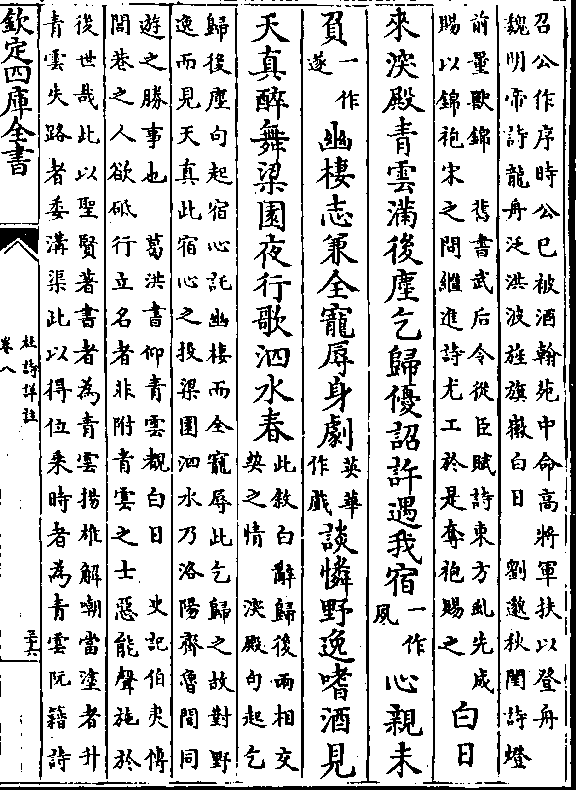 召公作序時公已被酒翰苑中命高將軍扶以登舟
魏明帝詩龍舟泛洪波旌旗蔽白日 劉邈秋閨詩燈
前量獸錦 舊書武后令從臣賦詩東方虬先成
賜以錦袍宋之問繼進詩尤工於是奪袍賜之
白日
來深殿青雲滿後塵乞歸優詔許遇我宿一作夙心親未
負一作遂幽棲志兼全寵辱身劇英華作戲談憐野逸嗜酒見
天真醉舞梁園夜行歌泗水春
此敘白辭歸後兩相交
契之情 深殿句起乞
歸後塵句起宿心託幽棲而全寵辱此乞歸之故對野
逸而見天真此宿心之投梁園泗水乃洛陽齊魯間同
遊之勝事也 葛洪書仰青雲覩白日 史記伯夷傳
閭巷之人欲砥行立名者非附青雲之士惡能聲施於
後世哉此以聖賢著書者為青雲揚雄解嘲當塗者升
青雲失路者委溝渠此以得位乘時者為青雲阮籍詩
欽定四庫全書
杜詩詳註
卷八
三六